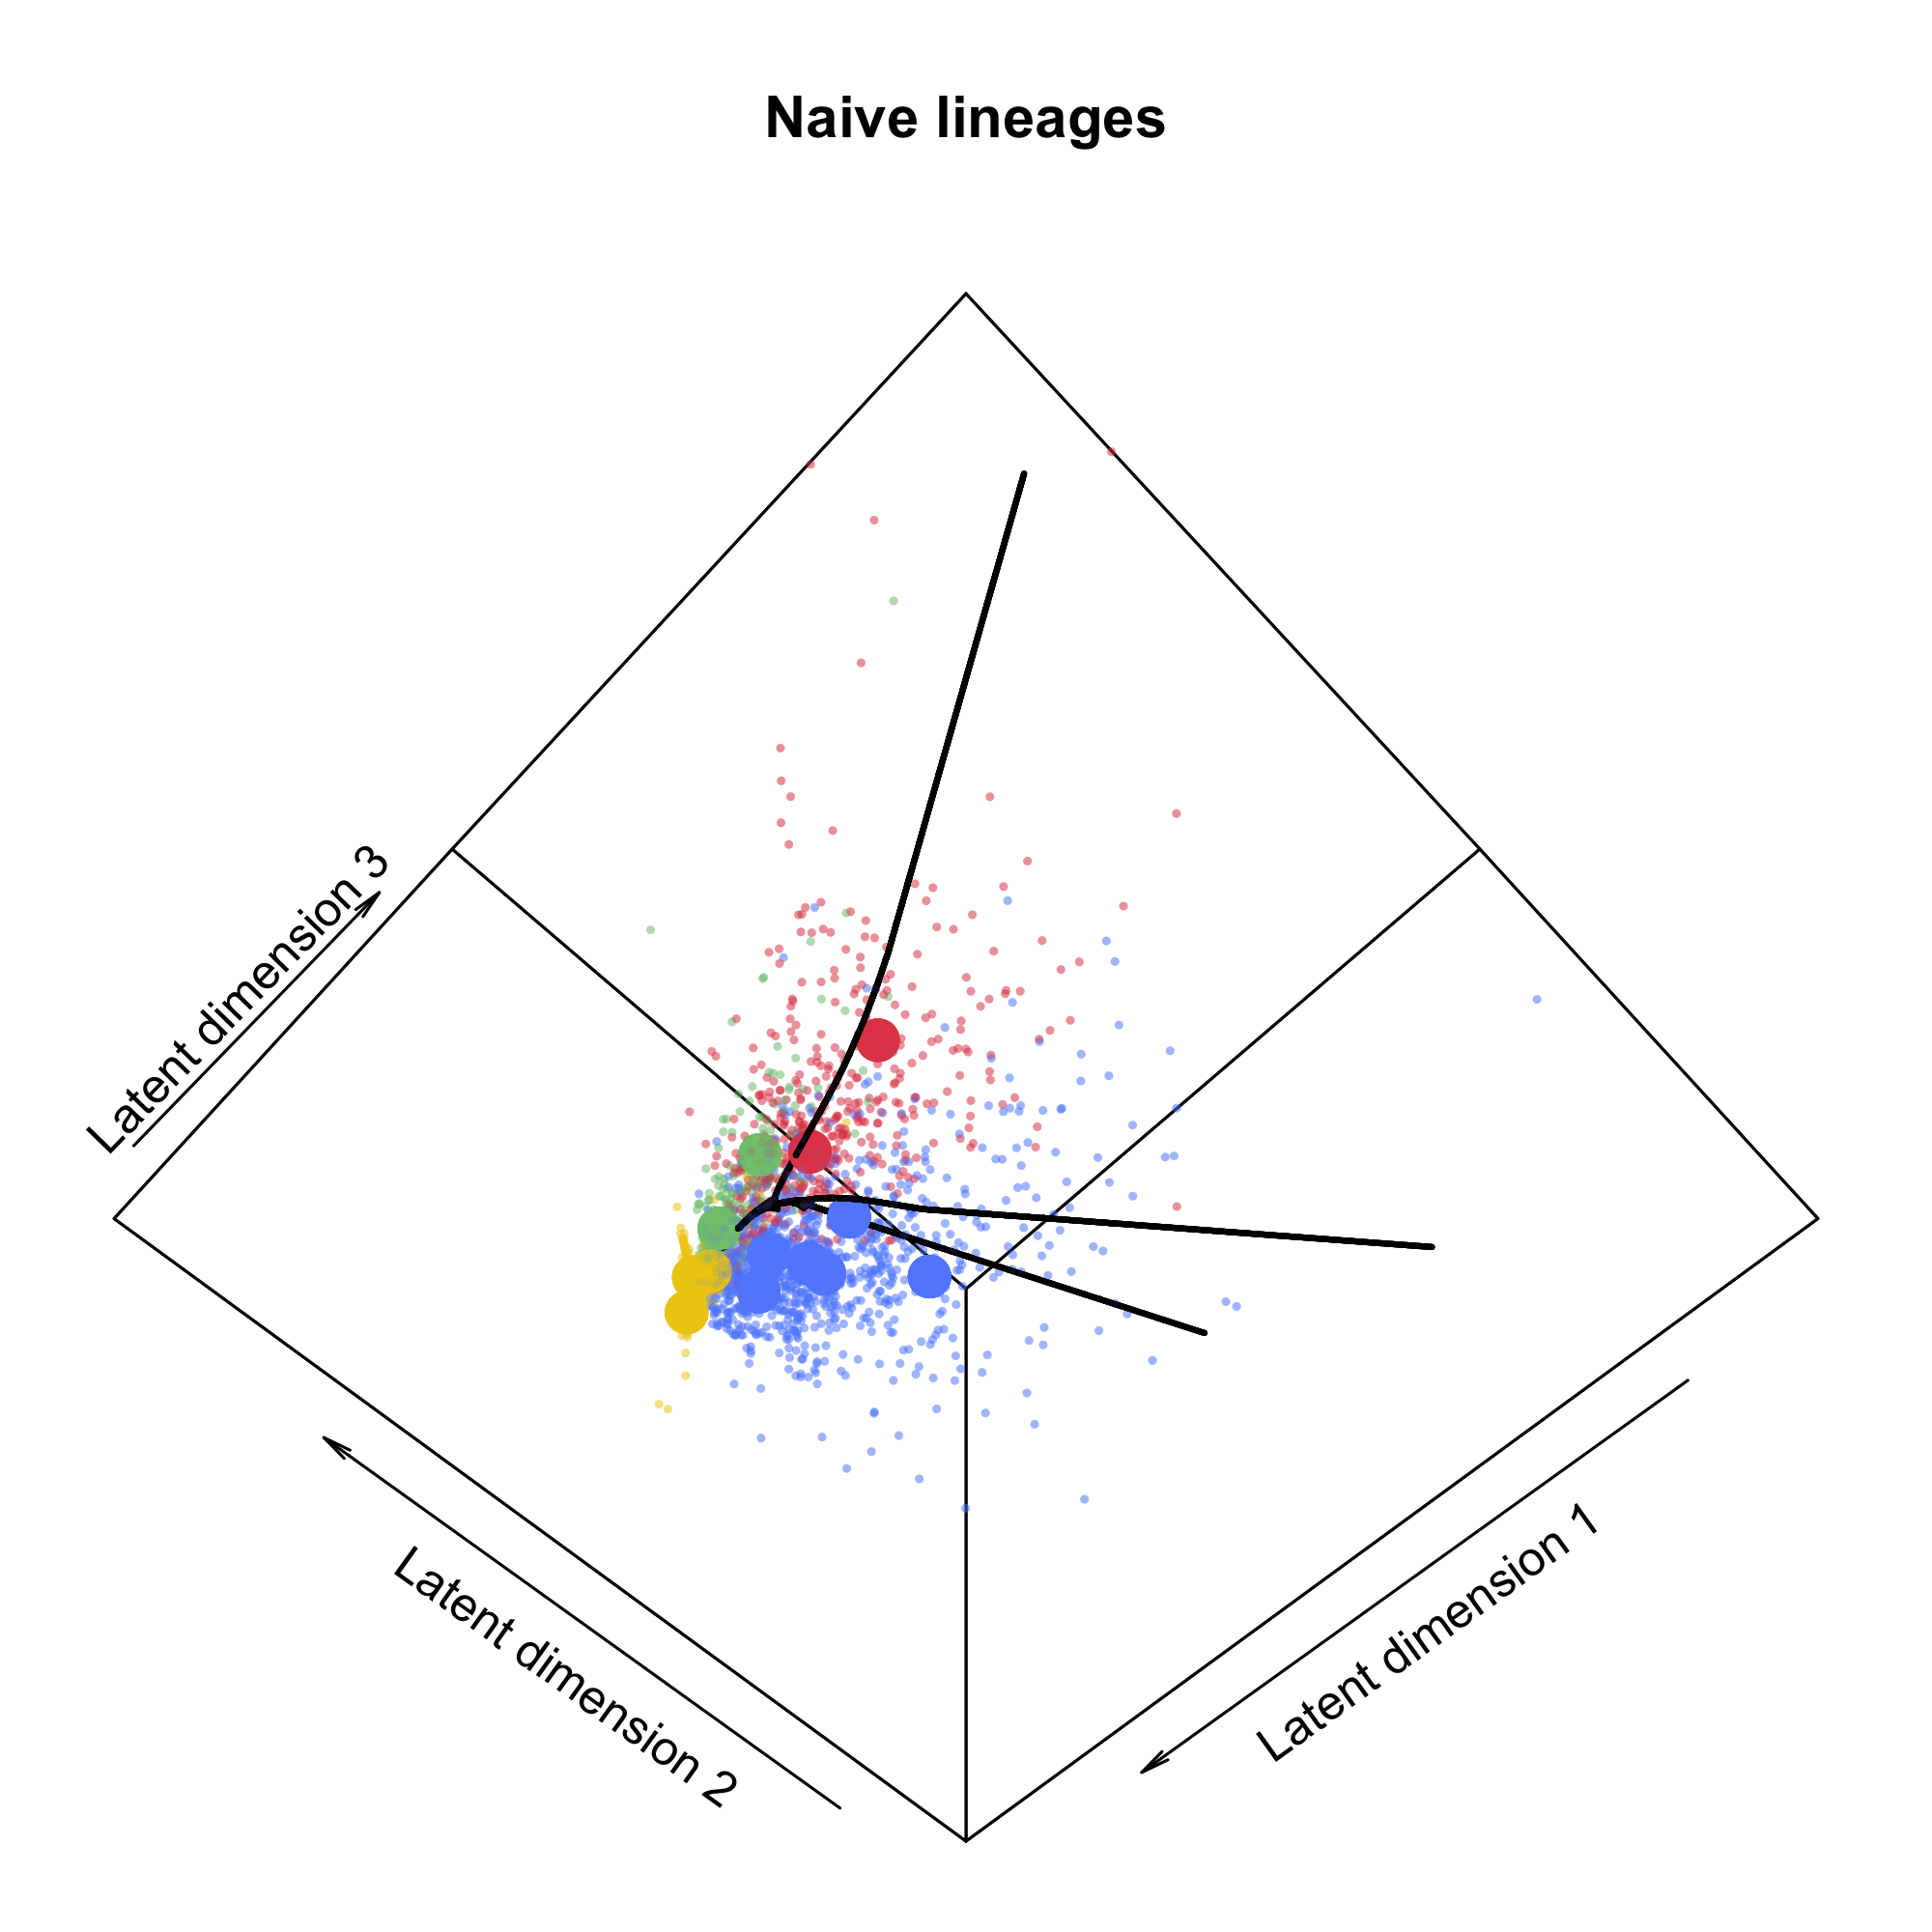 Naive lineages
Latent dimension 3
Latent dimension 2
Latent dimension 1